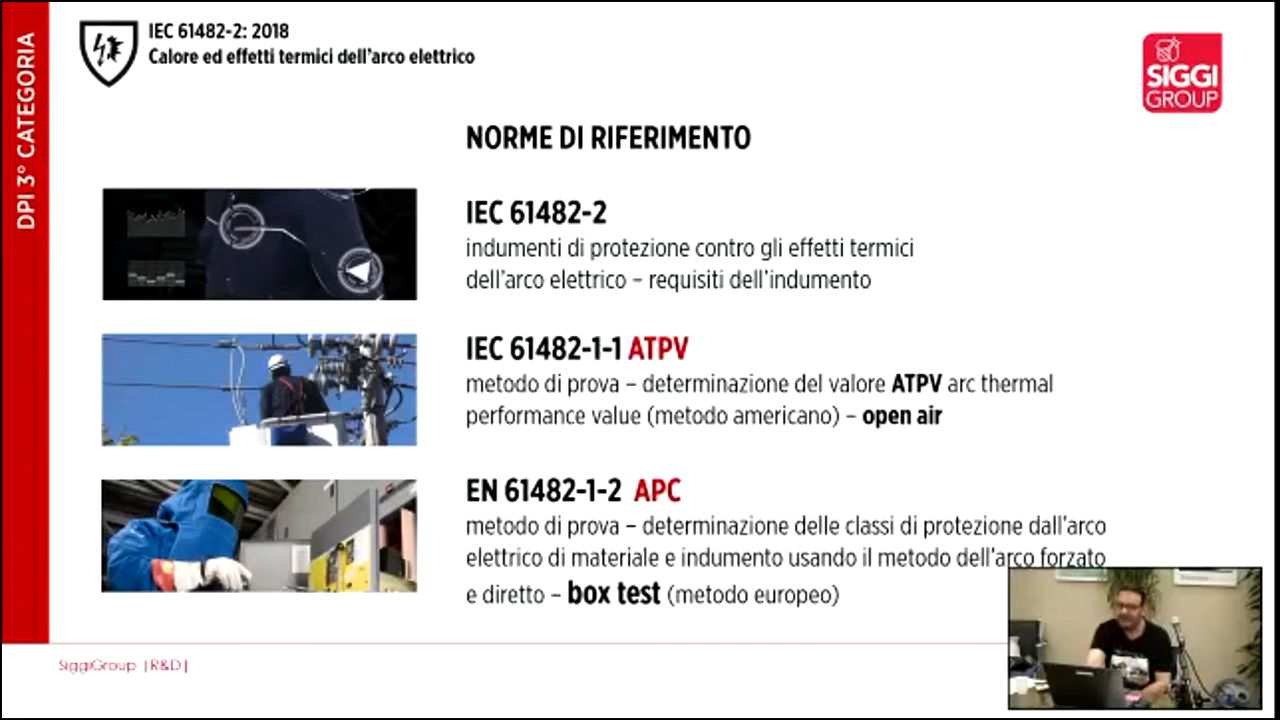 DPI 3° CATEGORIA
IEC 61482-2: 2018
Calore ed effetti termici dell'arco elettrico
SIGGI
GROUP
NORME DI RIFERIMENTO
IEC 61482-2
indumenti di protezione contro gli effetti termici
dell'arco elettrico – requisiti dell'indumento
IEC 61482-1-1 ATPV
metodo di prova – determinazione del valore ATPV arc thermal
performance value (metodo americano) – open air
EN 61482-1-2 APC
metodo di prova – determinazione delle classi di protezione dall'arco
elettrico di materiale e indumento usando il metodo dell'arco forzato
e diretto – box test (metodo europeo)
SiggiGroup |R&D|